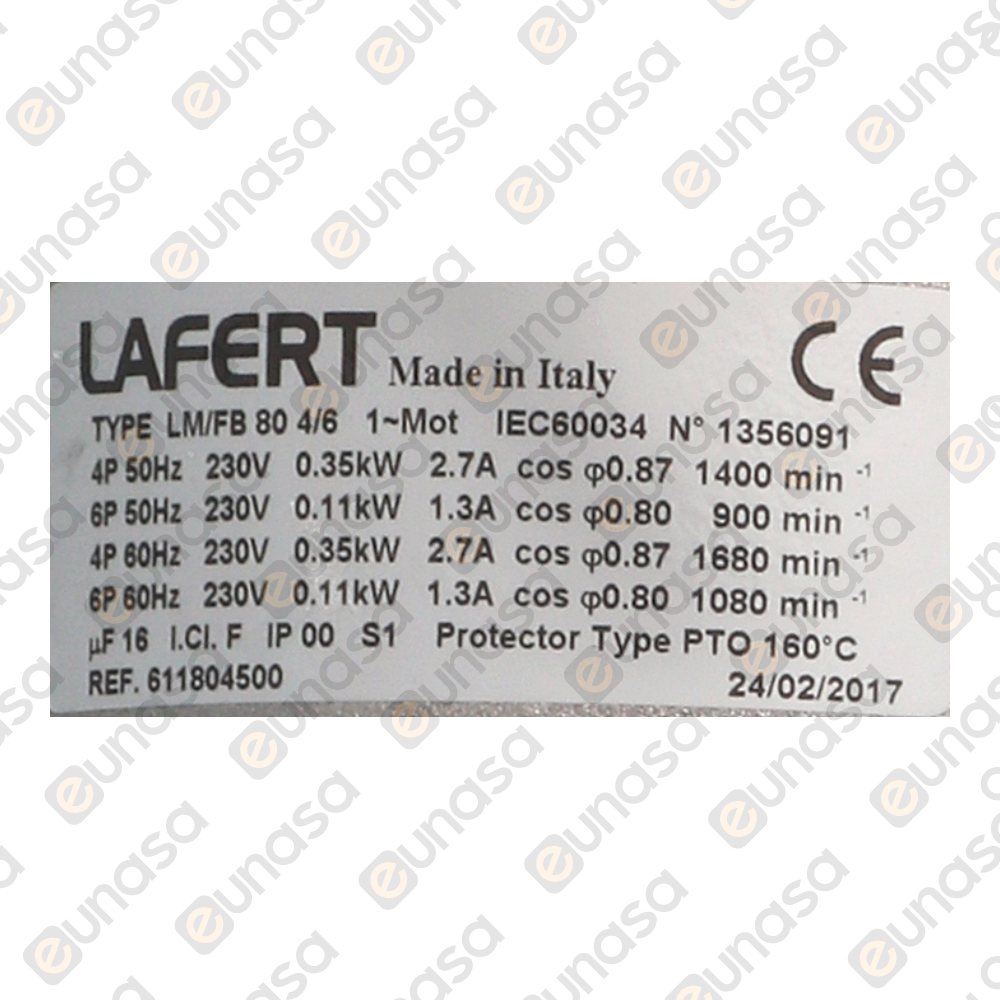 LAFERT Made in Italy CE
TYPE LM/FB 80 4/6 1~Mot IEC60034 N° 1356091
4P 50Hz 230V 0.35kW 2.7A cos φ0.87 1400 min -1
6P 50Hz 230V 0.11kW 1.3A cos φ0.80 900 min -1
4P 60Hz 230V 0.35kW 2.7A cos φ0.87 1680 min -1
6P 60Hz 230V 0.11kW 1.3A cos φ0.80 1080 min -1
µF 16 I.Cl. F IP 00 S1 Protector Type PTO 160°C
REF. 611804500 24/02/2017
eunasa